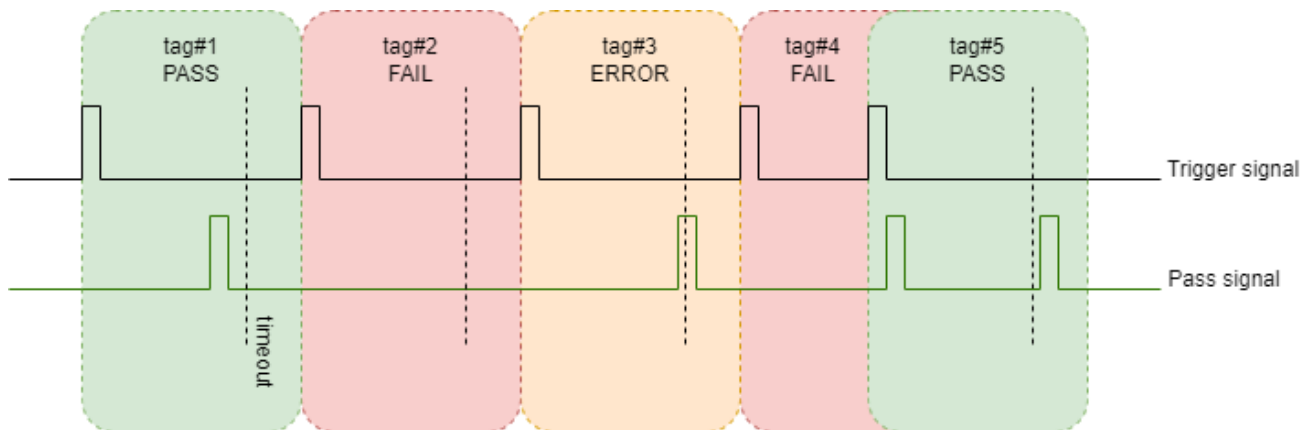 tag#1
PASS
tag#2
FAIL
tag#3
ERROR
tag#4
FAIL
tag#5
PASS
Trigger signal
Pass signal
timeout